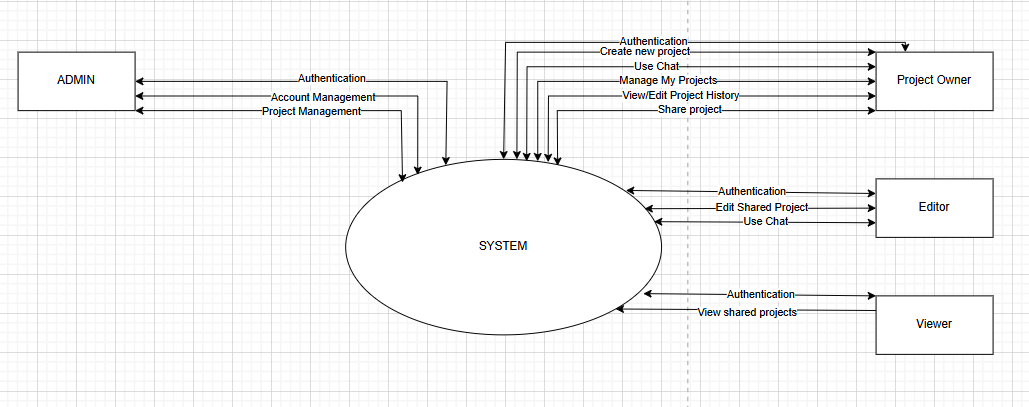 ADMIN
Authentication
Account Management
Project Management
Authentication
Create new project
Use Chat
Manage My Projects
View/Edit Project History
Share project
Project Owner
Authentication
Edit Shared Project
Use Chat
Editor
SYSTEM
Authentication
View shared projects
Viewer